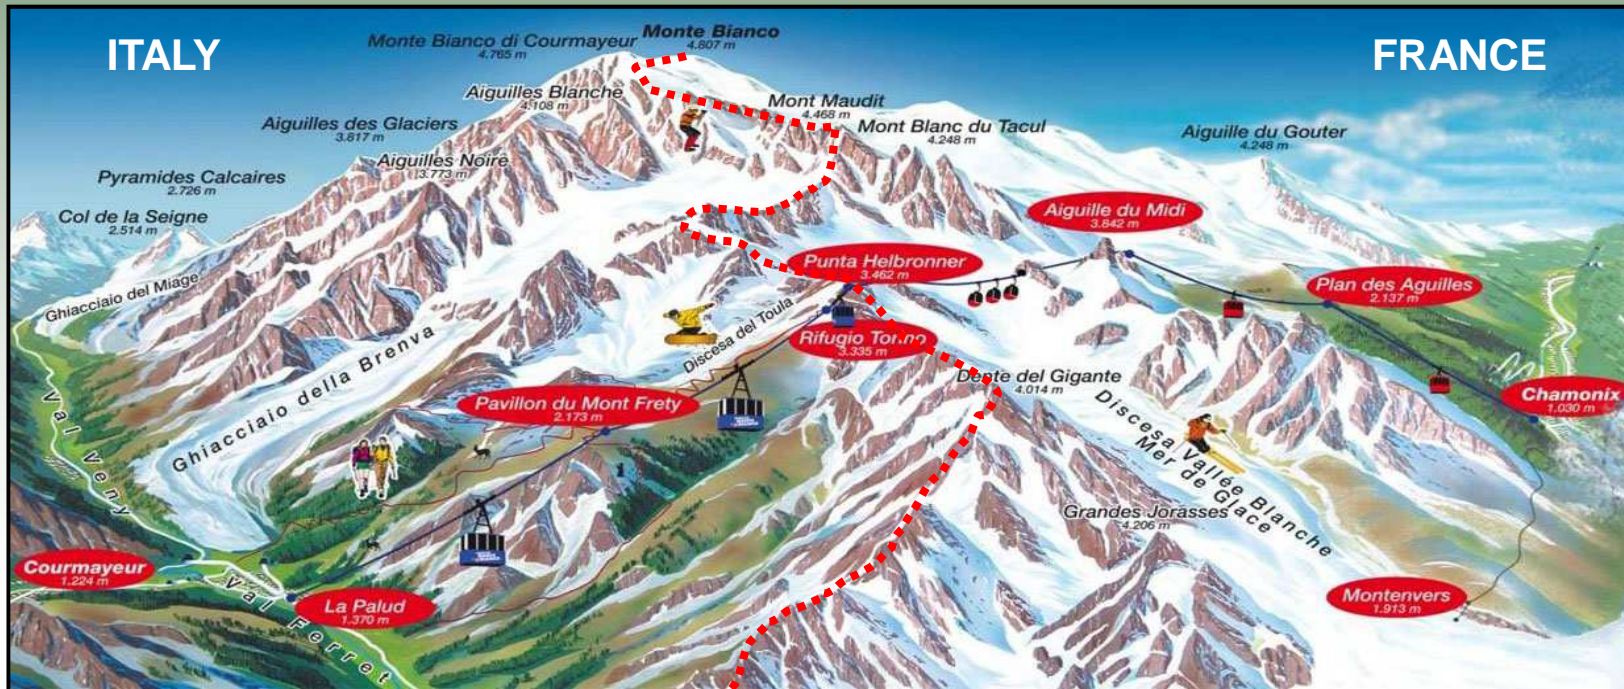 ITALY
FRANCE
Monte Bianco
4.807 m
Monte Bianco di Courmayeur
4.765 m
Aiguilles Blanche
4.108 m
Mont Maudit
4.468 m
Mont Blanc du Tacul
4.248 m
Aiguille du Gouter
4.248 m
Aiguilles des Glaciers
3.817 m
Aiguilles Noire
3.773 m
Pyramides Calcaires
2.726 m
Col de la Seigne
2.514 m
Aiguille du Midi
3.842 m
Punta Helbronner
3.462 m
Plan des Aguilles
2.137 m
Ghiacciaio del Miage
Discesa del Toula
Rifugio Torino
3.335 m
Ghiacciaio della Brenva
Dente del Gigante
4.014 m
Pavillon du Mont Frety
2.173 m
Chamonix
1.030 m
Val Veny
Discesa Vallée Blanche
Mer de Glace
Grandes Jorasses
4.206 m
Courmayeur
1.224 m
La Palud
1.370 m
Val Ferret
Montenvers
1.913 m